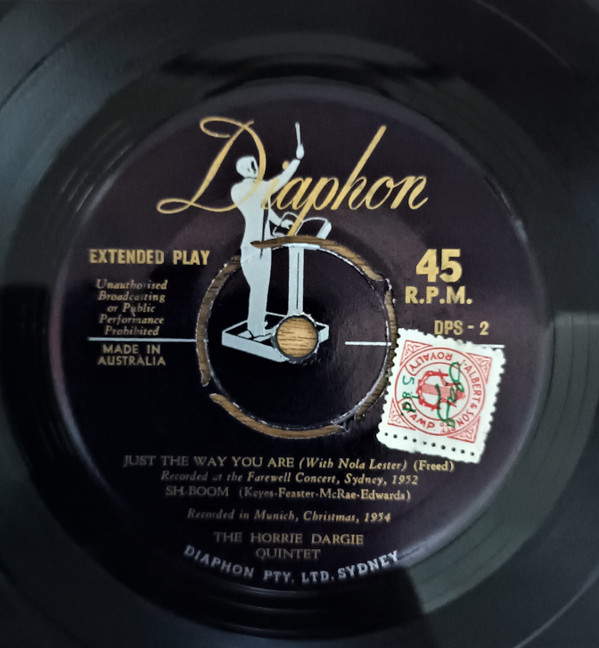 Diaphon
EXTENDED PLAY
45
R.P.M.
Unauthorised
Broadcasting
or Public
Performance
Prohibited
DPS - 2
MADE IN
AUSTRALIA
ALBERT & SON
ROYALTY
STAMP
JUST THE WAY YOU ARE (With Nola Lester) (Freed)
Recorded at the Farewell Concert, Sydney, 1952
SH-BOOM (Keyes-Feaster-McRae-Edwards)
Recorded in Munich, Christmas, 1954
THE HORRIE DARGIE
QUINTET
DIAPHON PTY. LTD. SYDNEY